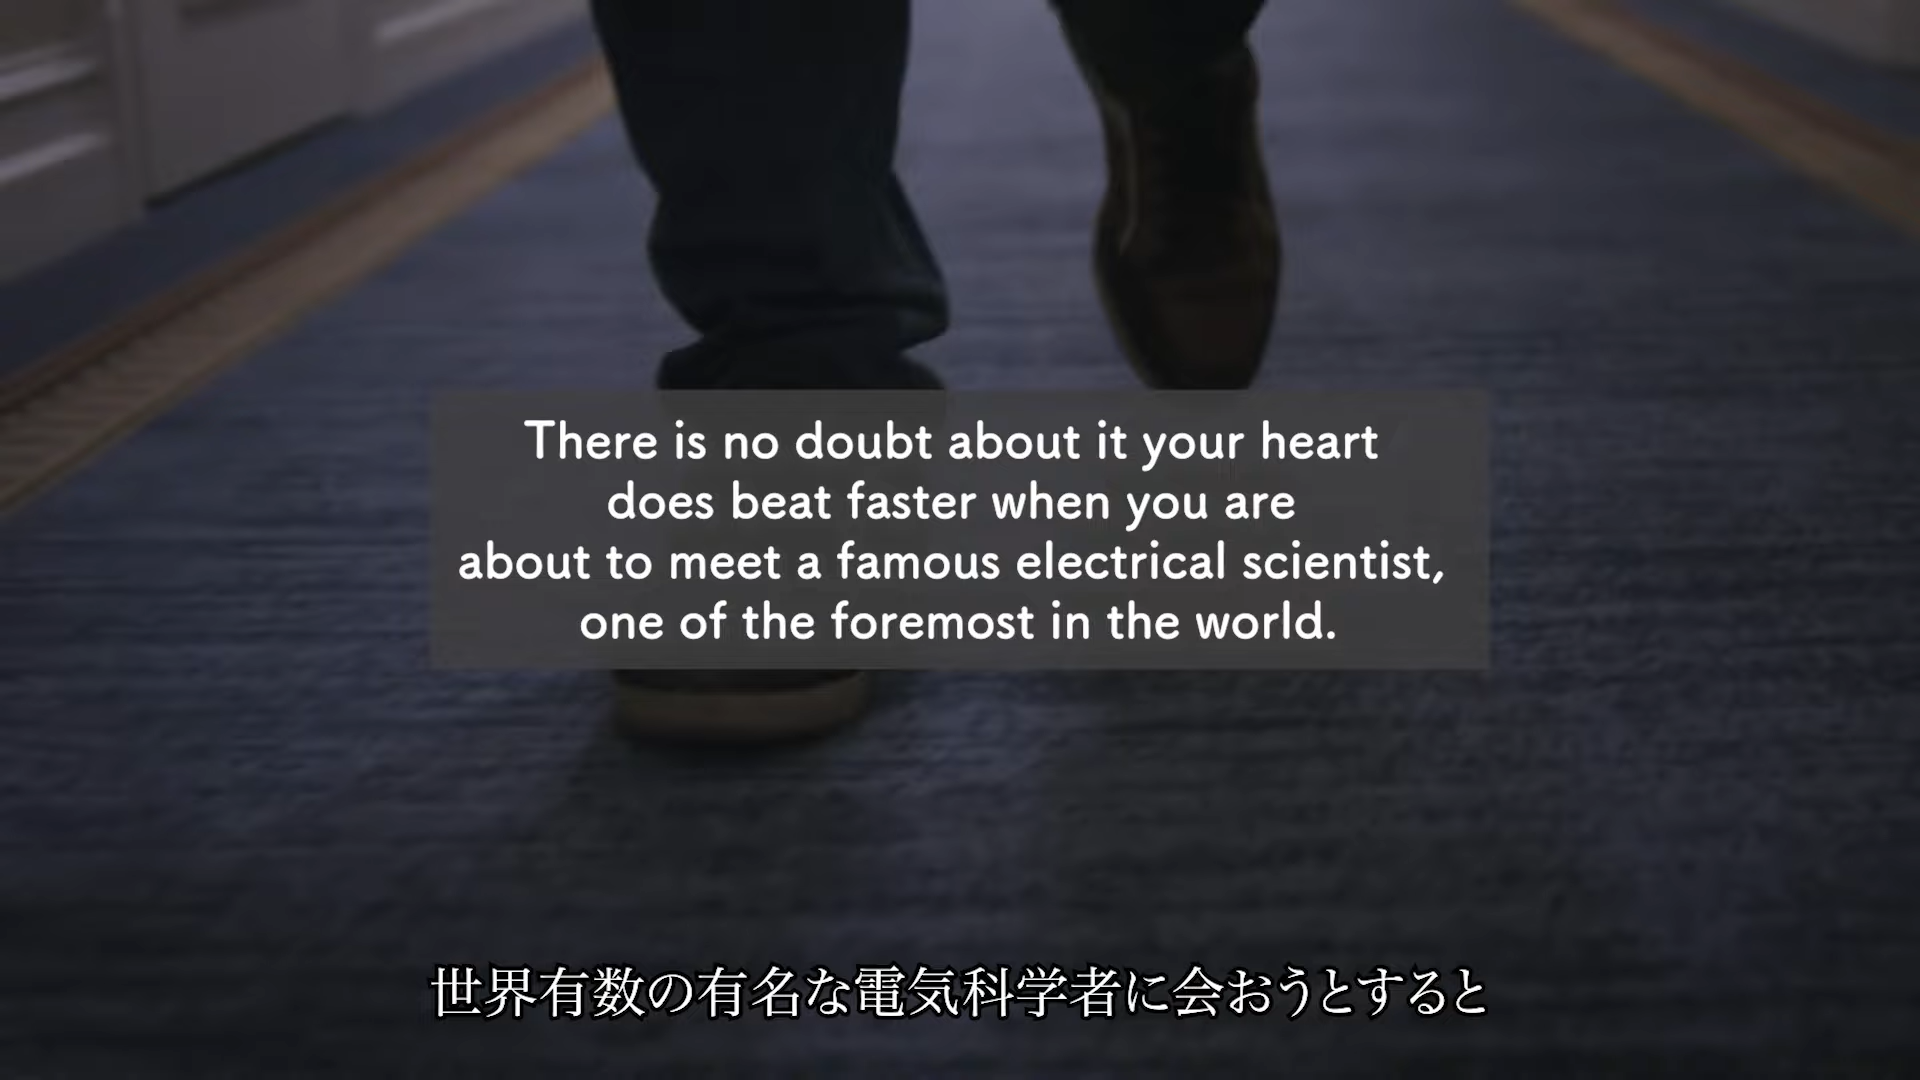 There is no doubt about it your heart
does beat faster when you are
about to meet a famous electrical scientist,
one of the foremost in the world.
世界有数の有名な電気科学者に会おうとすると